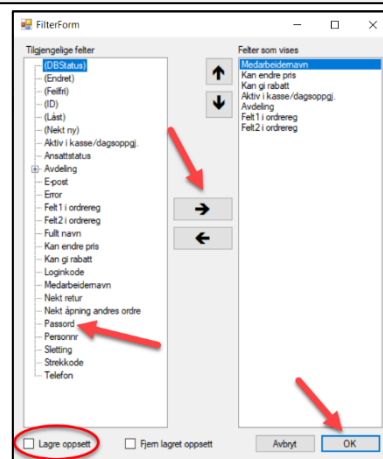 FilterForm
Tilgjengelige felter
(DBStatus)
(Endret)
(Feilfri)
(ID)
(Låst)
(Nekt ny)
Aktiv i kasse/dagsoppgj.
Ansattstatus
Avdeling
E-post
Error
Felt1 i ordrereg
Felt2 i ordrereg
Fullt navn
Kan endre pris
Kan gi rabatt
Loginkode
Medarbeidernavn
Nekt retur
Nekt åpning andres ordre
Passord
Personnr
Sletting
Strekkode
Telefon
Felter som vises
Medarbeidernavn
Kan endre pris
Kan gi rabatt
Aktiv i kasse/dagsoppgj.
Avdeling
Felt1 i ordrereg
Felt2 i ordrereg
Lagre oppsett
Fjern lagret oppsett
Avbryt
OK